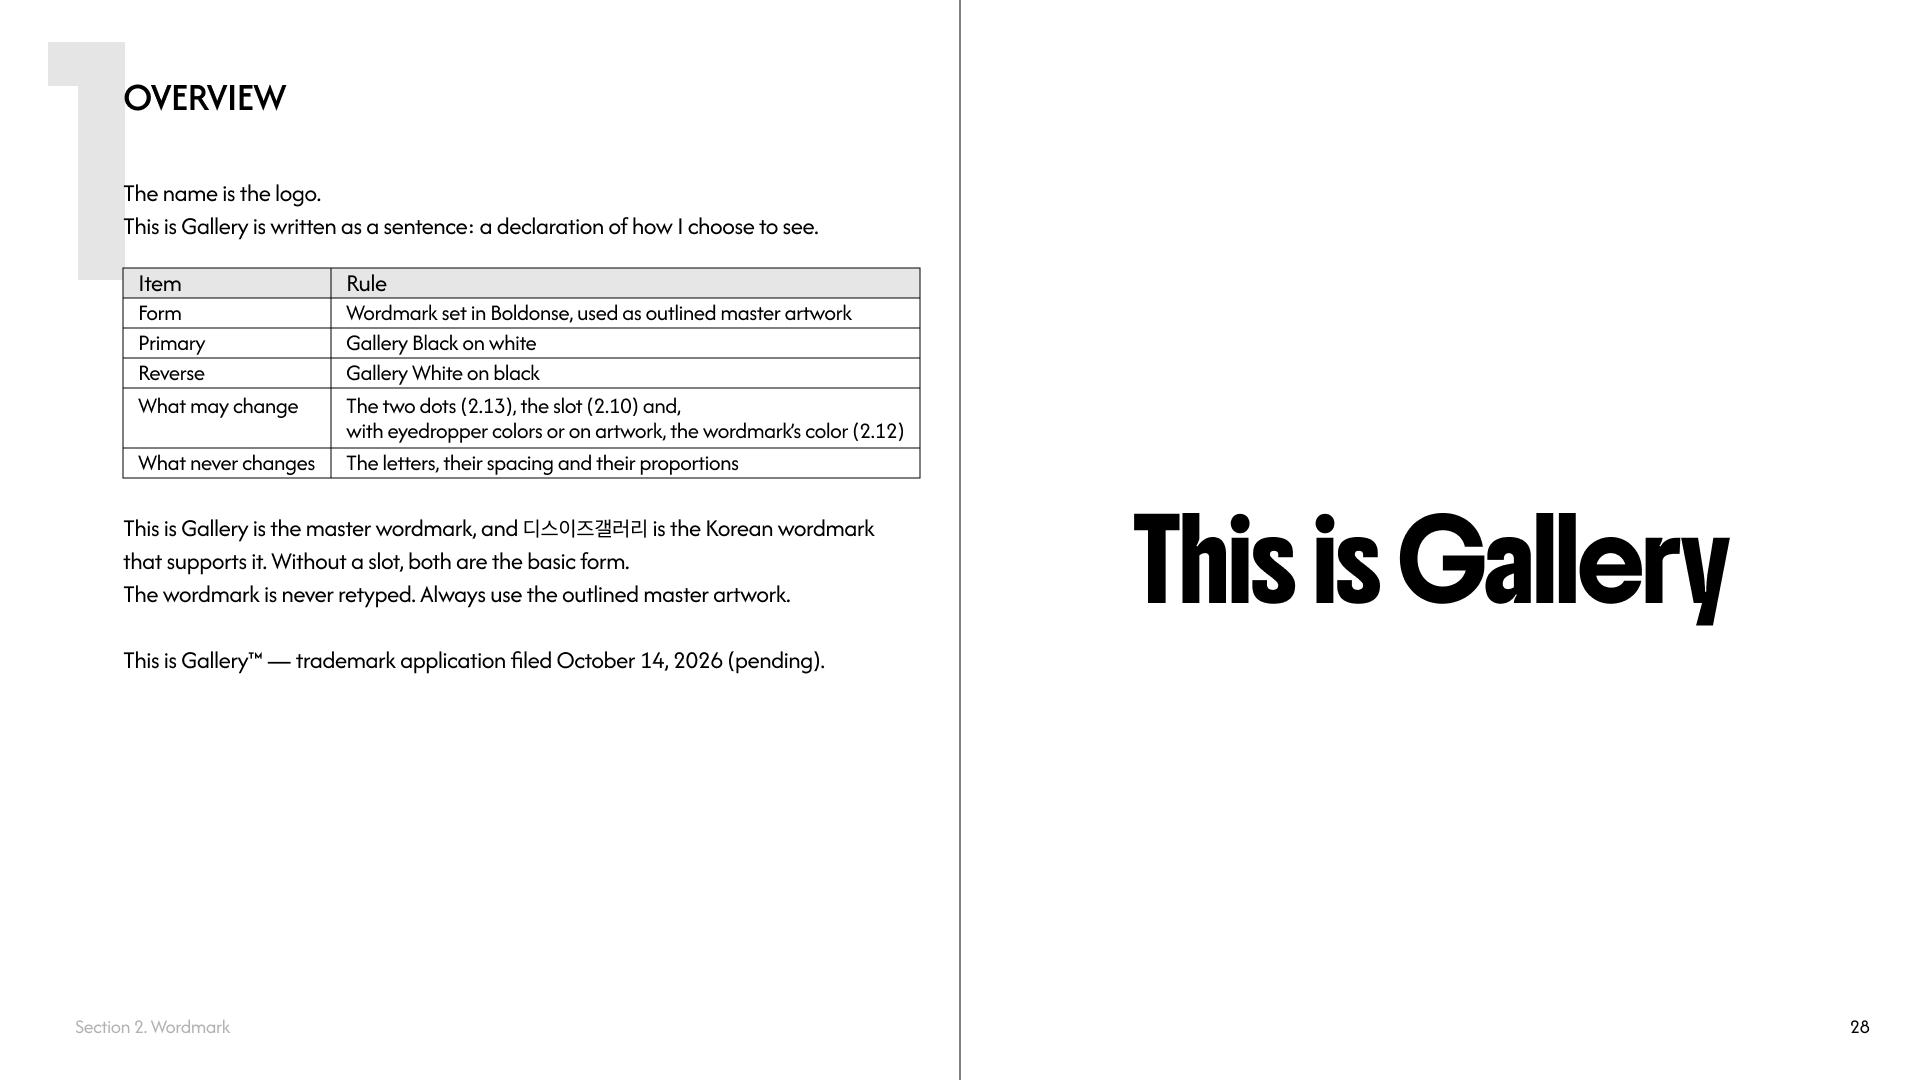 1
OVERVIEW
The name is the logo.
This is Gallery is written as a sentence: a declaration of how I choose to see.
Item Rule
Form Wordmark set in Boldonse, used as outlined master artwork
Primary Gallery Black on white
Reverse Gallery White on black
What may change The two dots (2.13), the slot (2.10) and,
with eyedropper colors or on artwork, the wordmark's color (2.12)
What never changes The letters, their spacing and their proportions
This is Gallery is the master wordmark, and 디스이즈갤러리 is the Korean wordmark
that supports it. Without a slot, both are the basic form.
The wordmark is never retyped. Always use the outlined master artwork.
This is Gallery™ — trademark application filed October 14, 2026 (pending).
Section 2. Wordmark
This is Gallery
28